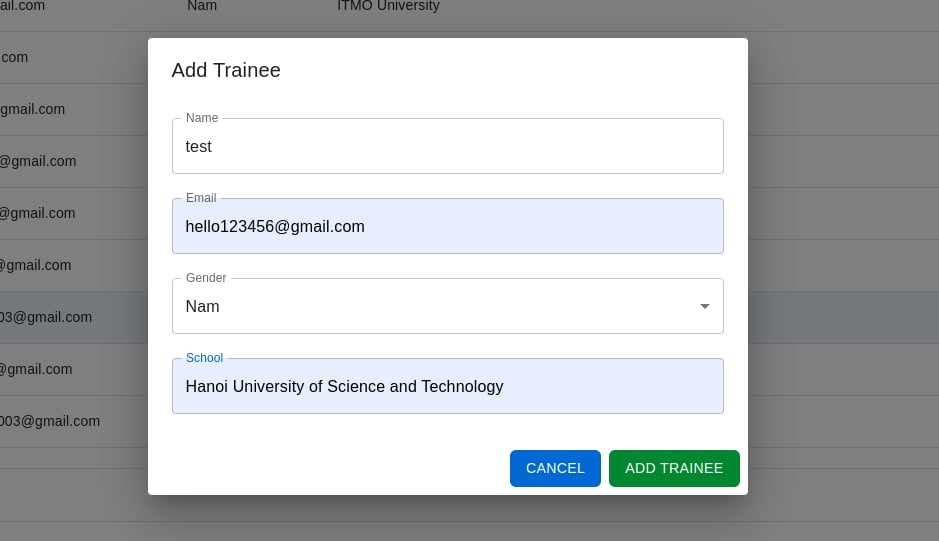 ail.com Nam ITMO University
.com
gmail.com
@gmail.com
@gmail.com
@gmail.com
03@gmail.com
@gmail.com
003@gmail.com
Add Trainee
Name
test
Email
hello123456@gmail.com
Gender
Nam
School
Hanoi University of Science and Technology
CANCEL ADD TRAINEE